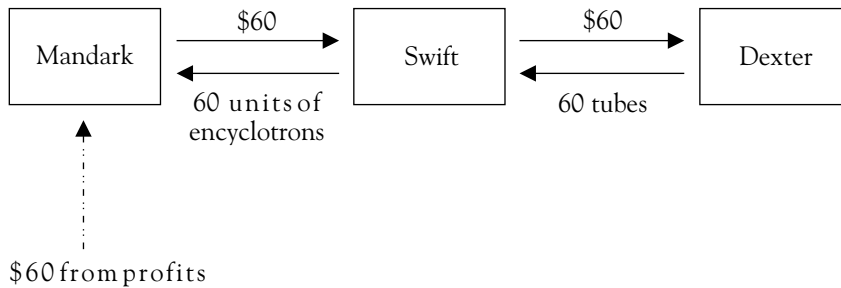 $60
$60
Mandark
Swift
Dexter
60 units of
encyclotrons
60 tubes
$60 from profits